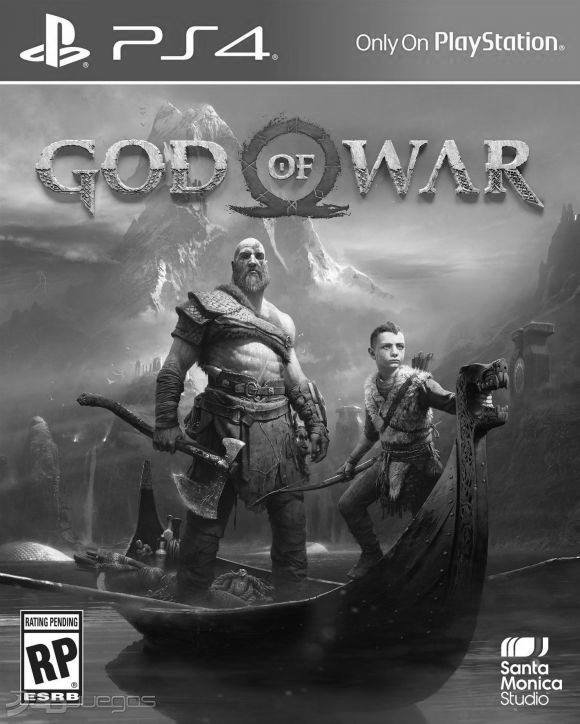 PS4
Only On PlayStation®
GOD OF WAR
RATING PENDING
RP
ESRB
Santa
Monica
Studio